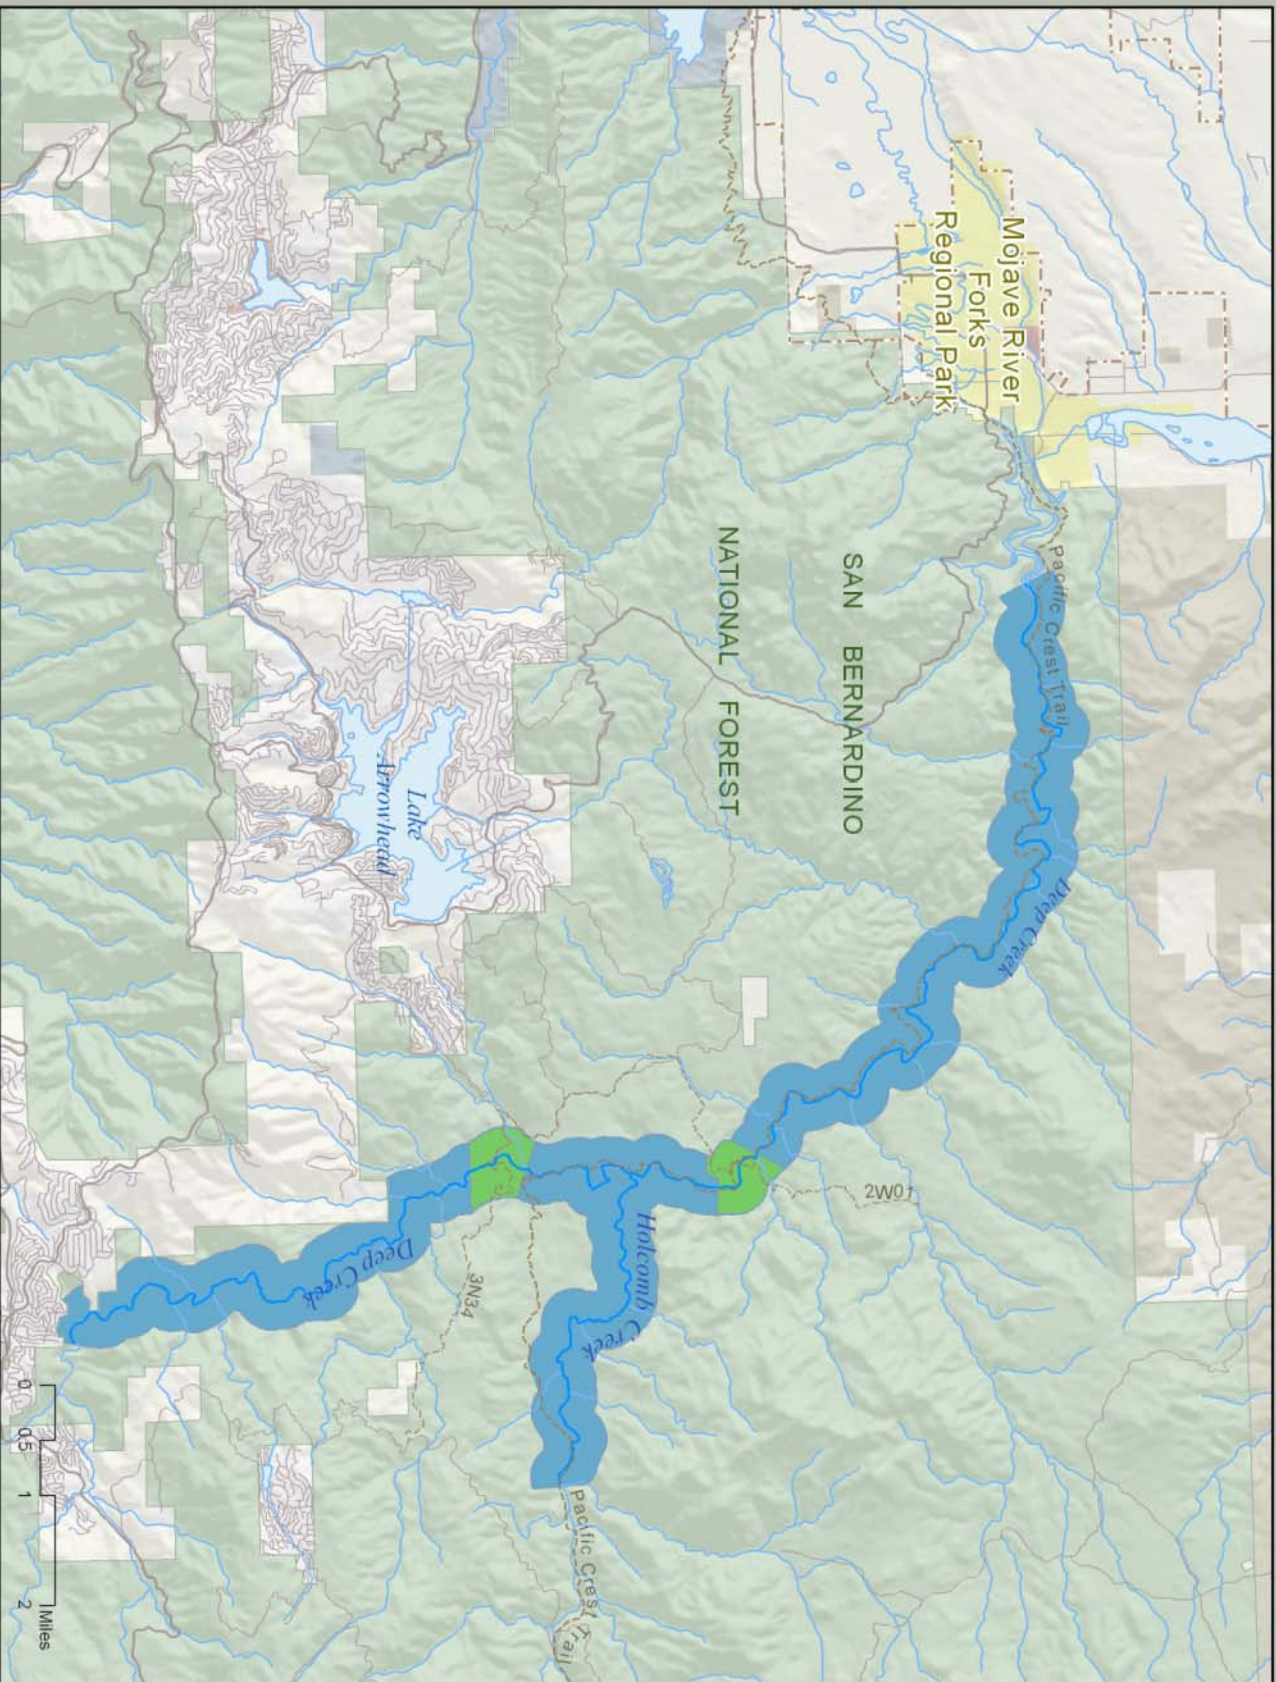 Mojave River
Forks
Regional Park
Pacific Crest Trail
SAN BERNARDINO
NATIONAL FOREST
Deep Creek
Lake
Arrowhead
2W01
Holcomb Creek
Deep Creek
3N34
Pacific Crest Trail
0 0.5 1 2
Miles